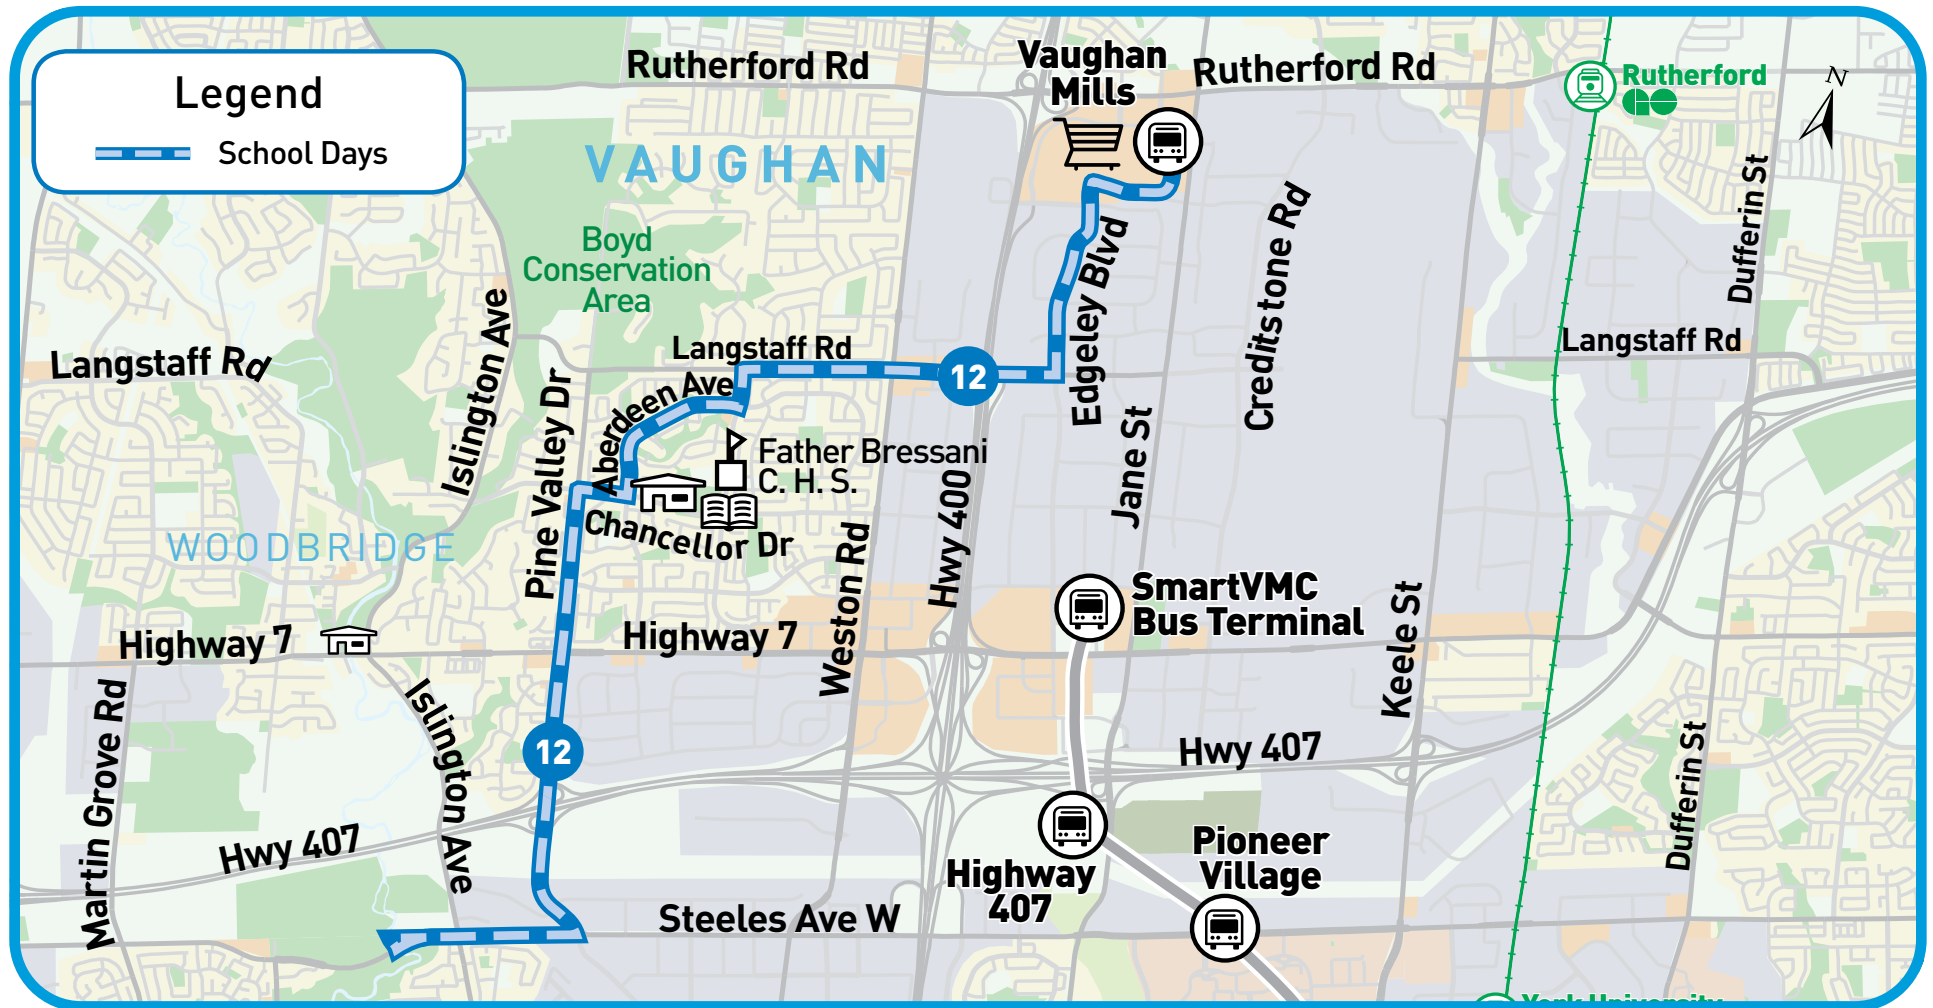 Legend
School Days
Rutherford Rd
Vaughan
Mills
Rutherford Rd
Rutherford
GO
N
VAUGHAN
Boyd
Conservation
Area
Dufferin St
Creditstone Rd
Edgeley Blvd
Islington Ave
Langstaff Rd
Langstaff Rd
Langstaff Rd
12
Aberdeen Ave
Pine Valley Dr
Father Bressani
C. H. S.
Jane St
Chancellor Dr
WOODBRIDGE
Hwy 400
Weston Rd
SmartVMC
Bus Terminal
Highway 7
Highway 7
Keele St
Martin Grove Rd
Islington Ave
12
Hwy 407
Hwy 407
Dufferin St
Pioneer
Village
Highway
407
Steeles Ave W
York University